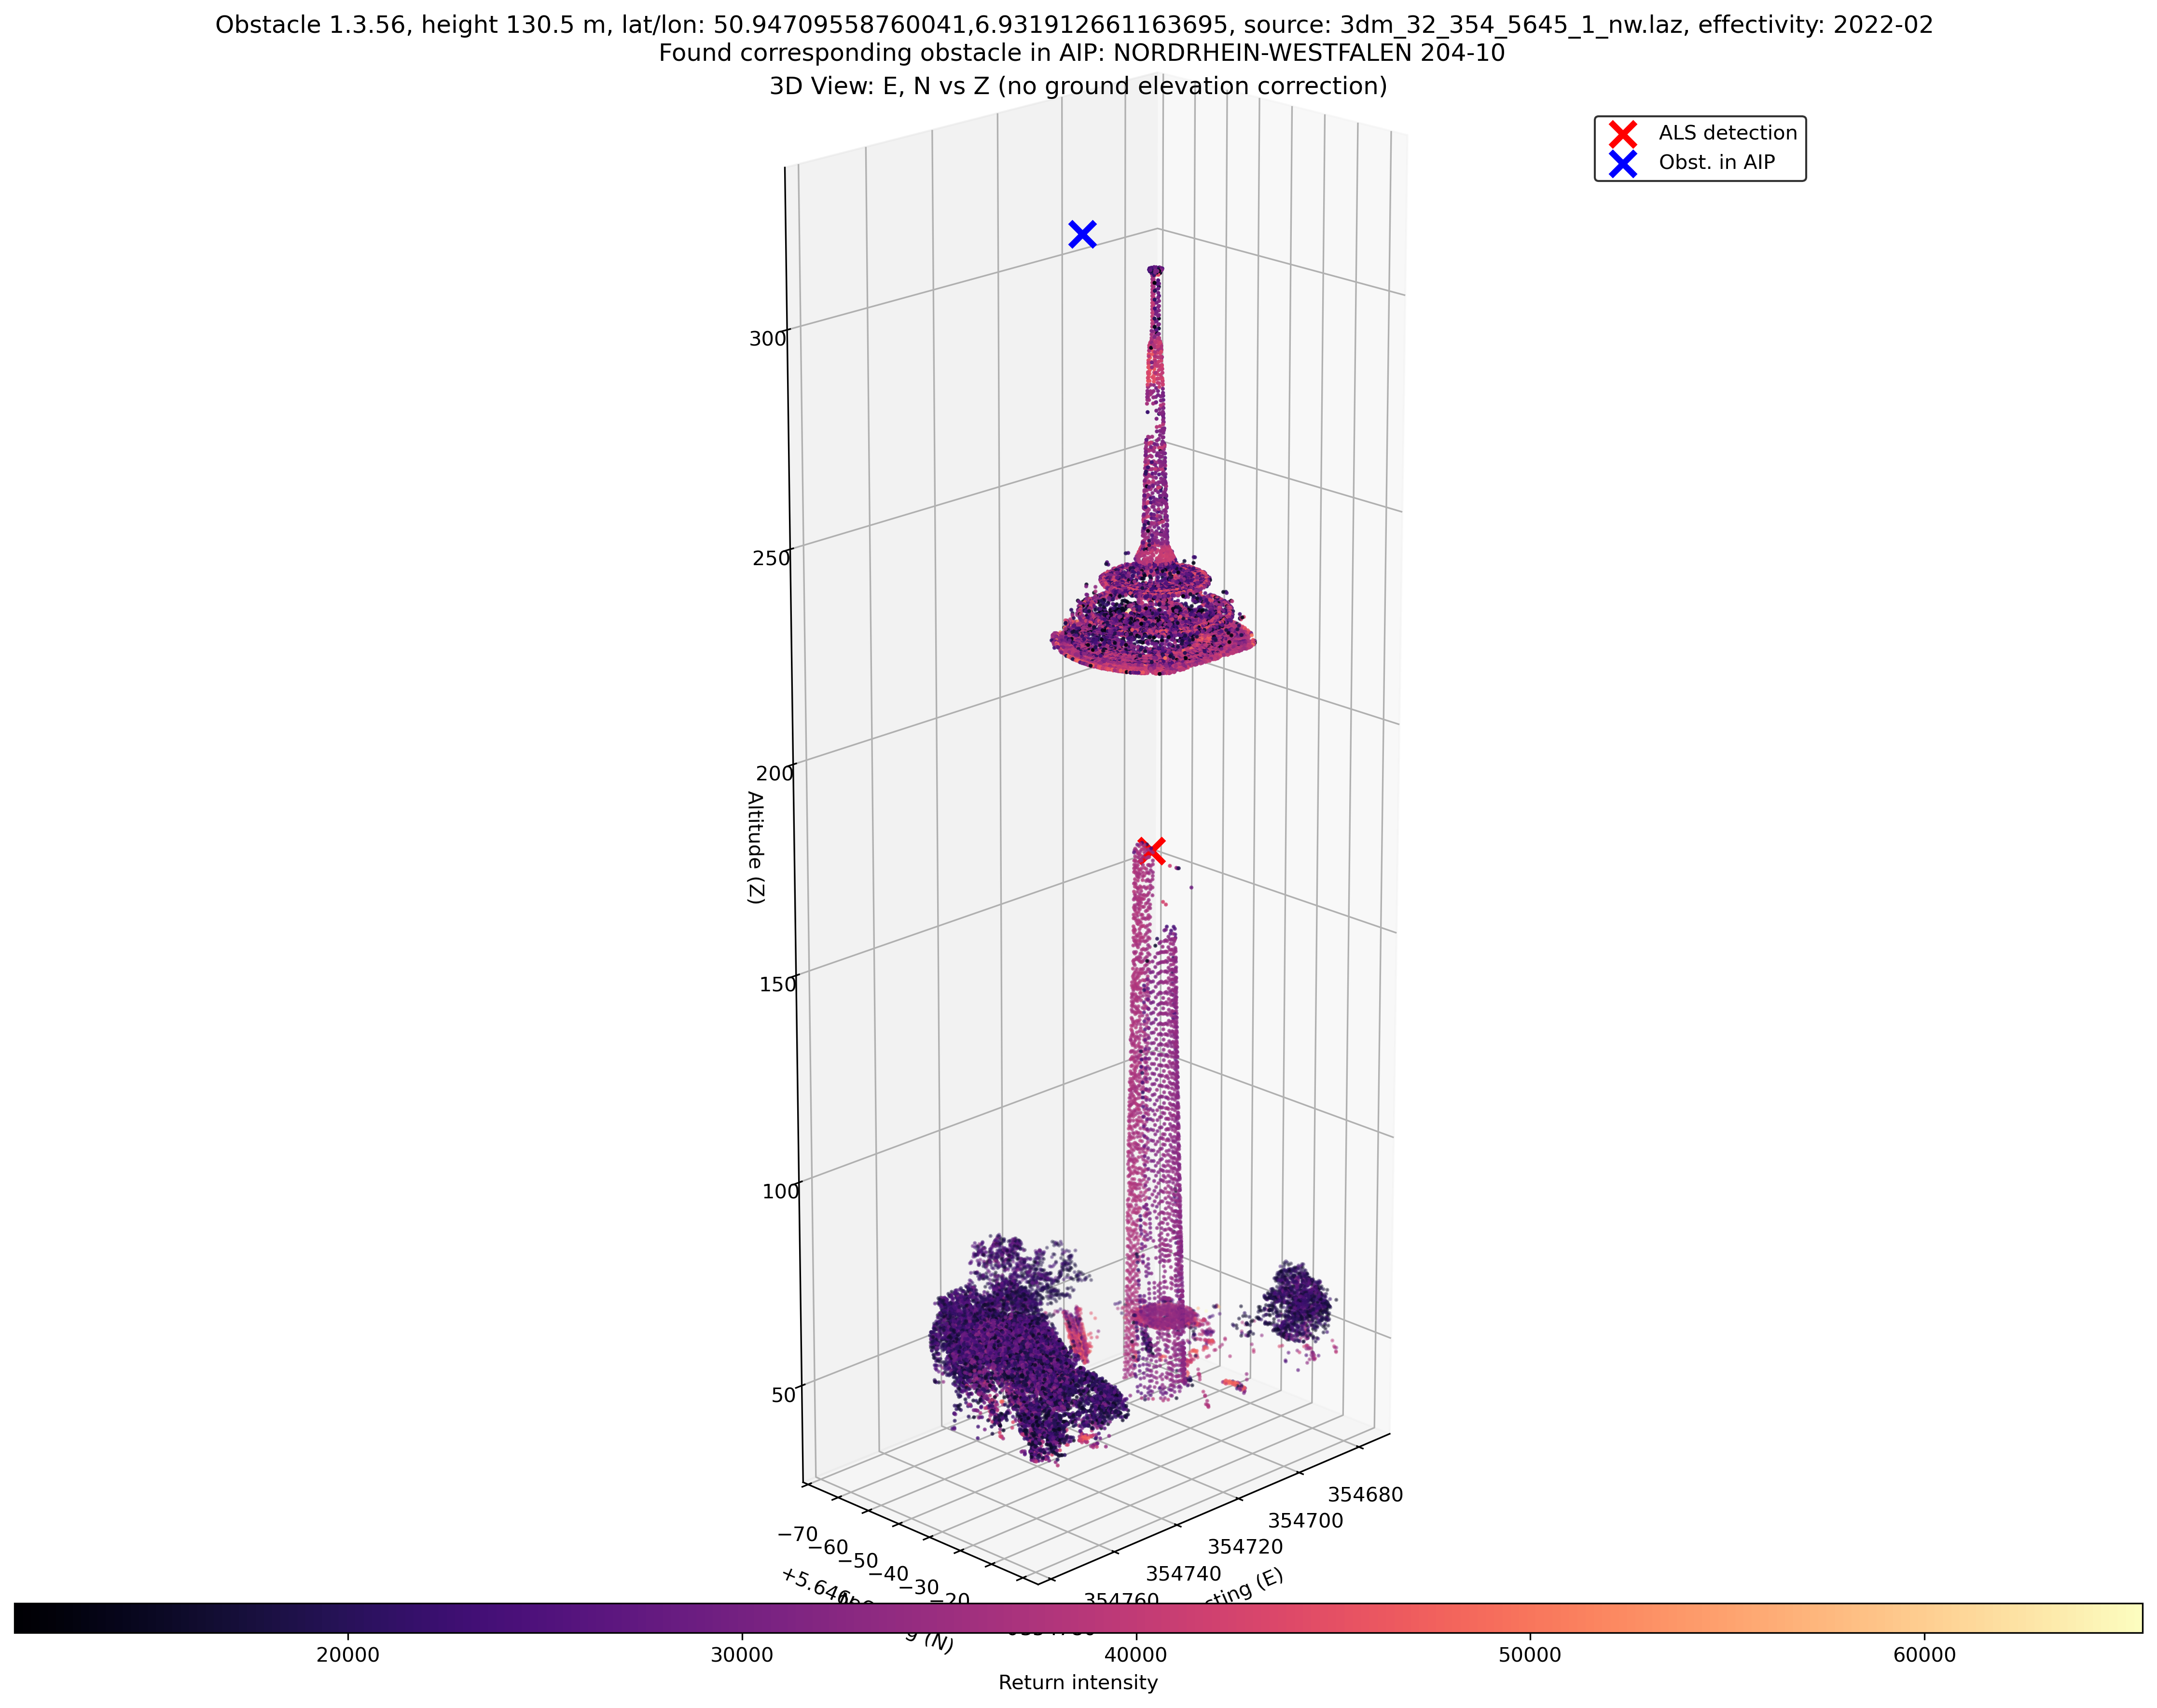 Obstacle 1.3.56, height 130.5 m, lat/lon: 50.94709558760041,6.931912661163695, source: 3dm_32_354_5645_1_nw.laz, effectivity: 2022-02
Found corresponding obstacle in AIP: NORDRHEIN-WESTFALEN 204-10
3D View: E, N vs Z (no ground elevation correction)
ALS detection
Obst. in AIP
300
250
200
150
100
50
Altitude (Z)
−70
−60
−50
−40
−30
−20
354680
354700
354720
354740
354760
(E)
(N)
20000
30000
40000
50000
60000
Return intensity